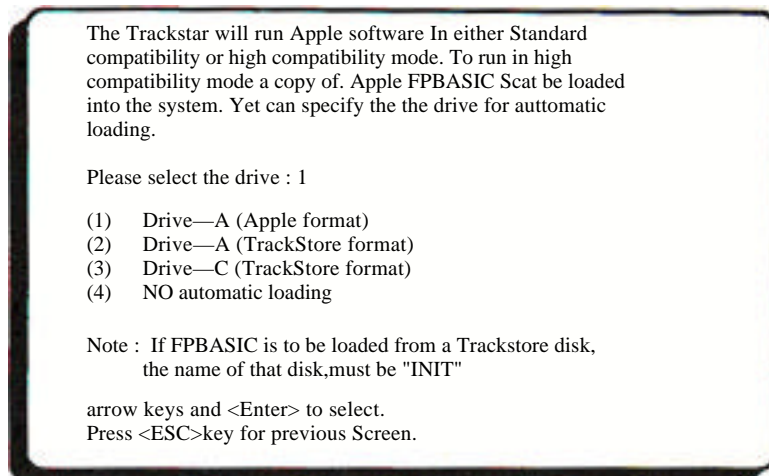 The Trackstar will run Apple software In either Standard
compatibility or high compatibility mode. To run in high
compatibility mode a copy of. Apple FPBASIC Scat be loaded
into the system. Yet can specify the the drive for auttomatic
loading.
Please select the drive : 1
(1) Drive—A (Apple format)
(2) Drive—A (TrackStore format)
(3) Drive—C (TrackStore format)
(4) NO automatic loading
Note : If FPBASIC is to be loaded from a Trackstore disk,
the name of that disk,must be "INIT"
arrow keys and <Enter> to select.
Press <ESC>key for previous Screen.